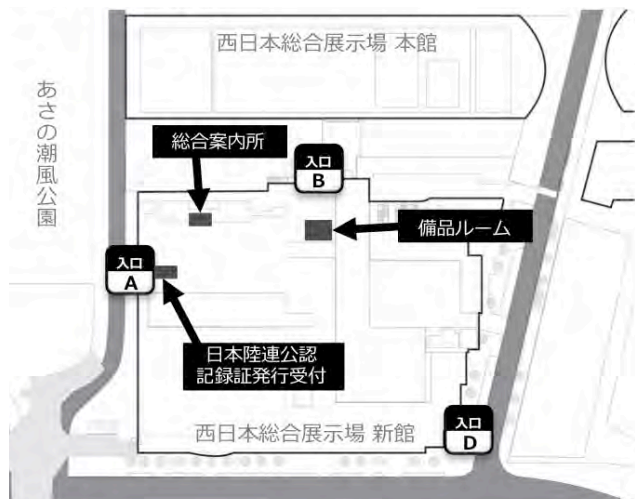 西日本総合展示場 本館
あさの潮風公園
総合案内所
入口
B
備品ルーム
入口
A
日本陸連公認
記録証発行受付
西日本総合展示場 新館
入口
D